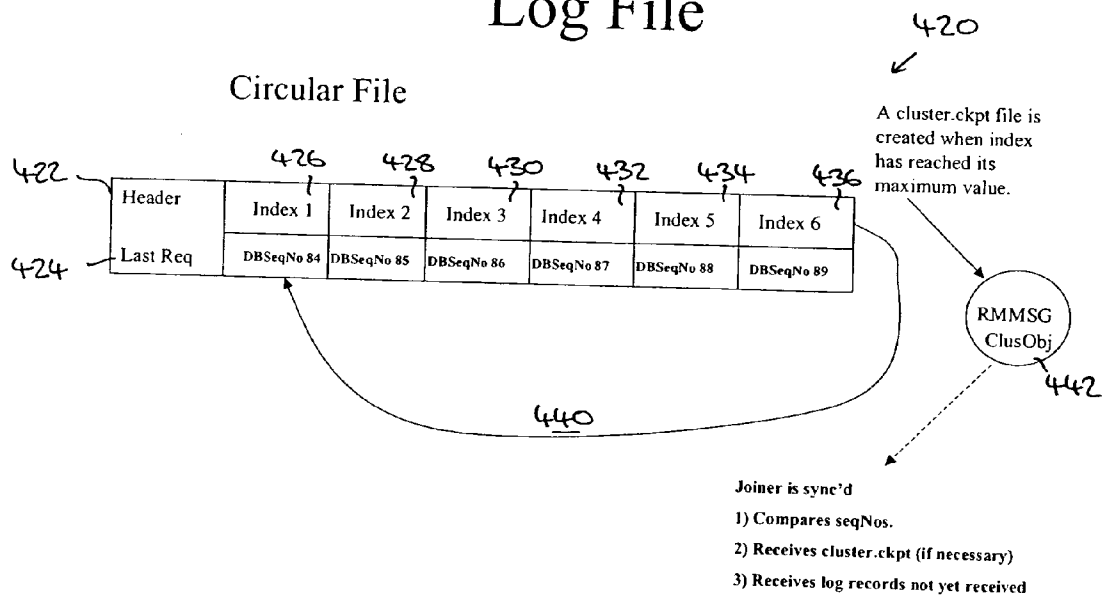 Log File
420
Circular File
A cluster.ckpt file is
created when index
has reached its
maximum value.
422
426
428
430
432
434
436
Header
Index 1
Index 2
Index 3
Index 4
Index 5
Index 6
424
Last Req
DBSeqNo 84
DBSeqNo 85
DBSeqNo 86
DBSeqNo 87
DBSeqNo 88
DBSeqNo 89
RMMSG
ClusObj
442
440
Joiner is sync'd
1) Compares seqNos.
2) Receives cluster.ckpt (if necessary)
3) Receives log records not yet received